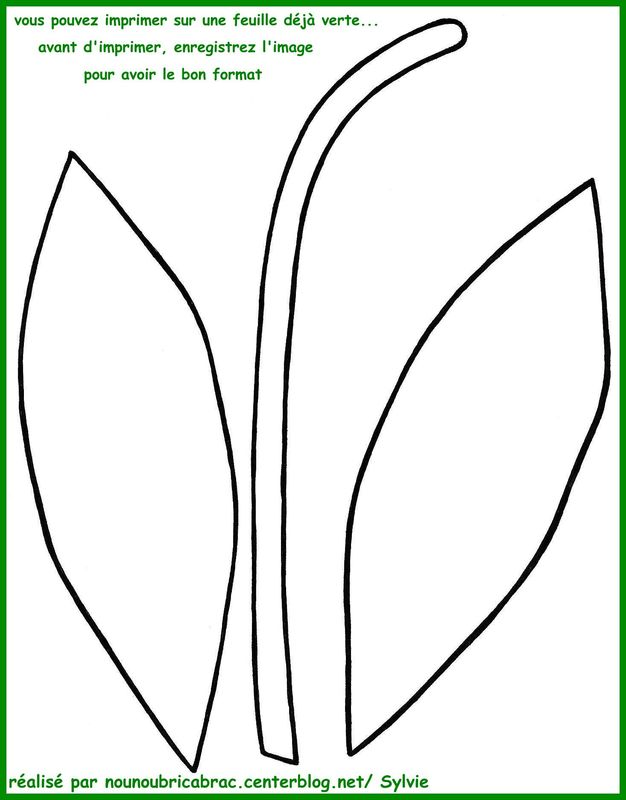 vous pouvez imprimer sur une feuille déjà verte...
avant d'imprimer, enregistrez l'image
pour avoir le bon format
réalisé par nounoubricabrac.centerblog.net/ Sylvie